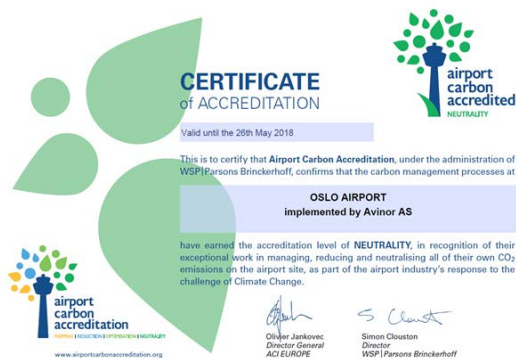 CERTIFICATE
of ACCREDITATION
airport
carbon
accredited
NEUTRALITY
Valid until the 26th May 2018
This is to certify that Airport Carbon Accreditation, under the administration of
WSP|Parsons Brinckerhoff, confirms that the carbon management processes at
OSLO AIRPORT
implemented by Avinor AS
have earned the accreditation level of NEUTRALITY, in recognition of their
exceptional work in managing, reducing and neutralising all of their own CO₂
emissions on the airport site, as part of the airport industry's response to the
challenge of Climate Change.
airport
carbon
accreditation
MAPPING | REDUCTION | OPTIMISATION | NEUTRALITY
www.airportcarbonaccreditation.org
Olivier Jankovec
Director General
ACI EUROPE
S Clouston
Simon Clouston
Director
WSP|Parsons Brinckerhoff